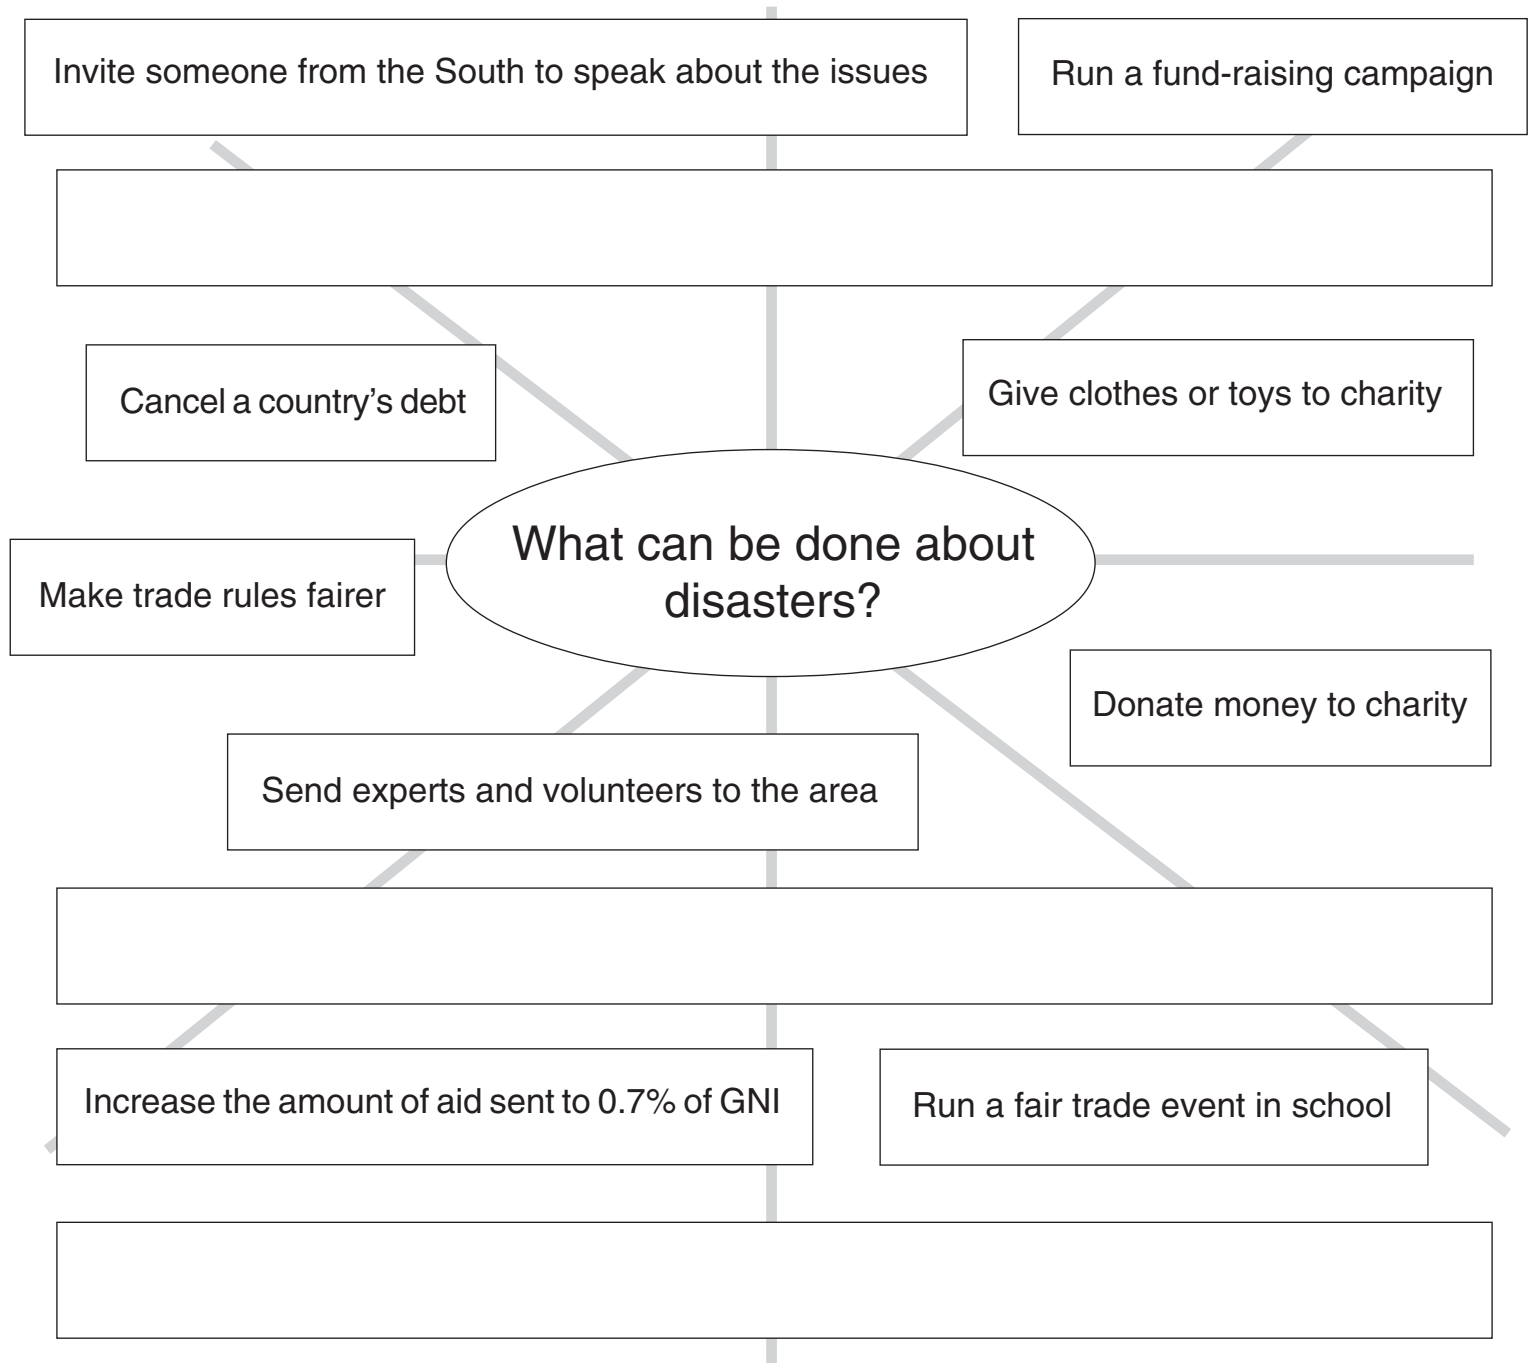 Invite someone from the South to speak about the issues
Run a fund-raising campaign
Cancel a country’s debt
Give clothes or toys to charity
What can be done about
disasters?
Make trade rules fairer
Donate money to charity
Send experts and volunteers to the area
Increase the amount of aid sent to 0.7% of GNI
Run a fair trade event in school